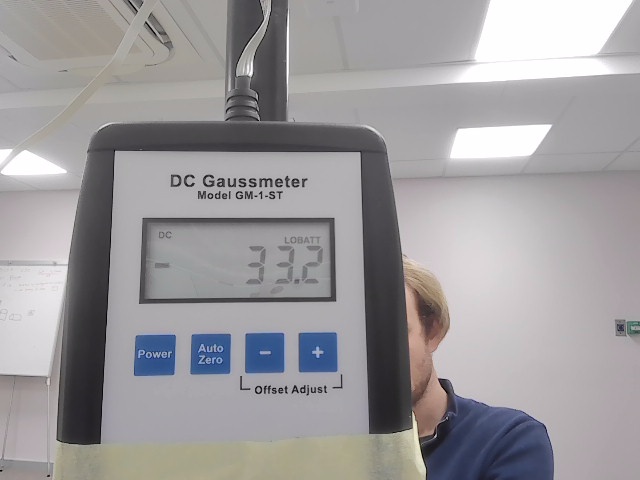 DC Gaussmeter
Model GM-1-ST
DC
LOBATT
- 33.2
Power
Auto
Zero
-
+
Offset Adjust